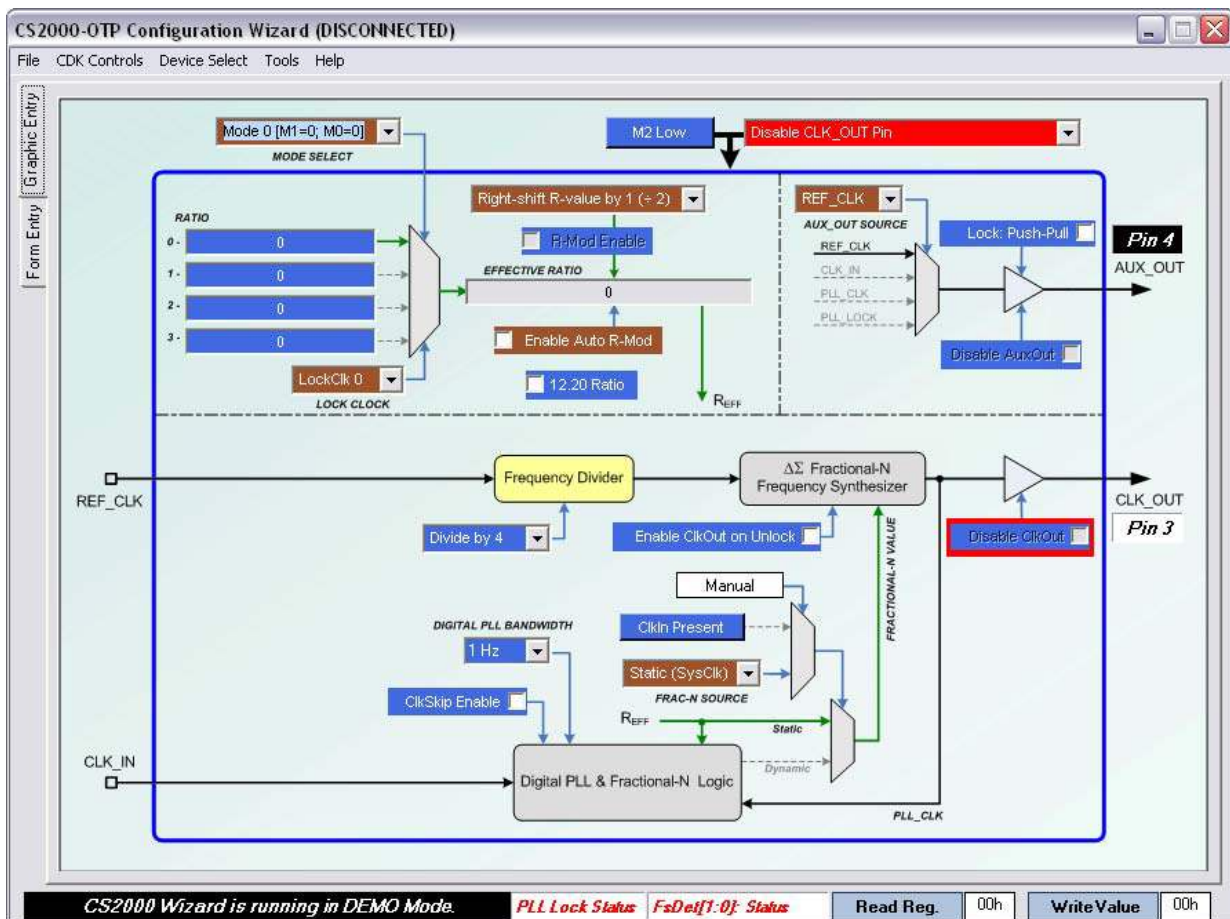 CS2000-OTP Configuration Wizard (DISCONNECTED)
File CDK Controls Device Select Tools Help
Graphic Entry
Form Entry
Mode 0 [M1=0; M0=0]
MODE SELECT
M2 Low
Disable CLK_OUT Pin
RATIO
0 - 0
1 - 0
2 - 0
3 - 0
LockClk 0
LOCK CLOCK
Right-shift R-value by 1 (÷ 2)
R-Mod Enable
EFFECTIVE RATIO
0
Enable Auto R-Mod
12.20 Ratio
REFF
REF_CLK
AUX_OUT SOURCE
REF_CLK
CLK_IN
PLL_CLK
PLL_LOCK
Lock: Push-Pull
Disable AuxOut
Pin 4
AUX_OUT
REF_CLK
Frequency Divider
Divide by 4
ΔΣ Fractional-N
Frequency Synthesizer
Enable ClkOut on Unlock
CLK_OUT
Pin 3
Disable ClkOut
FRACTIONAL-N VALUE
Manual
ClkIn Present
Static (SysClk)
FRAC-N SOURCE
DIGITAL PLL BANDWIDTH
1 Hz
ClkSkip Enable
REFF
Static
Dynamic
CLK_IN
Digital PLL & Fractional-N Logic
PLL_CLK
CS2000 Wizard is running in DEMO Mode. PLL Lock Status FsDet[1:0]: Status Read Reg. 00h Write Value 00h